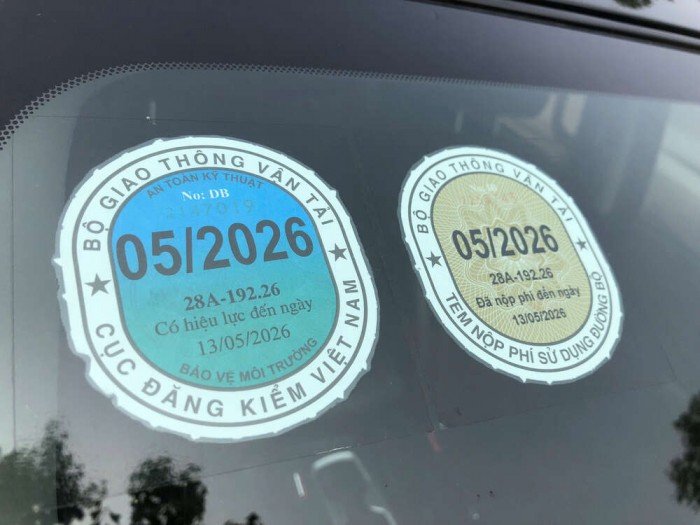 BỘ GIAO THÔNG VẬN TẢI
AN TOÀN KỸ THUẬT
No: DB
05/2026
28A-192.26
Có hiệu lực đến ngày
13/05/2026
BẢO VỆ MÔI TRƯỜNG
CỤC ĐĂNG KIỂM VIỆT NAM
BỘ GIAO THÔNG VẬN TẢI
05/2026
28A-192.26
Đã nộp phí đến ngày
13/05/2026
TEM NỘP PHÍ SỬ DỤNG ĐƯỜNG BỘ